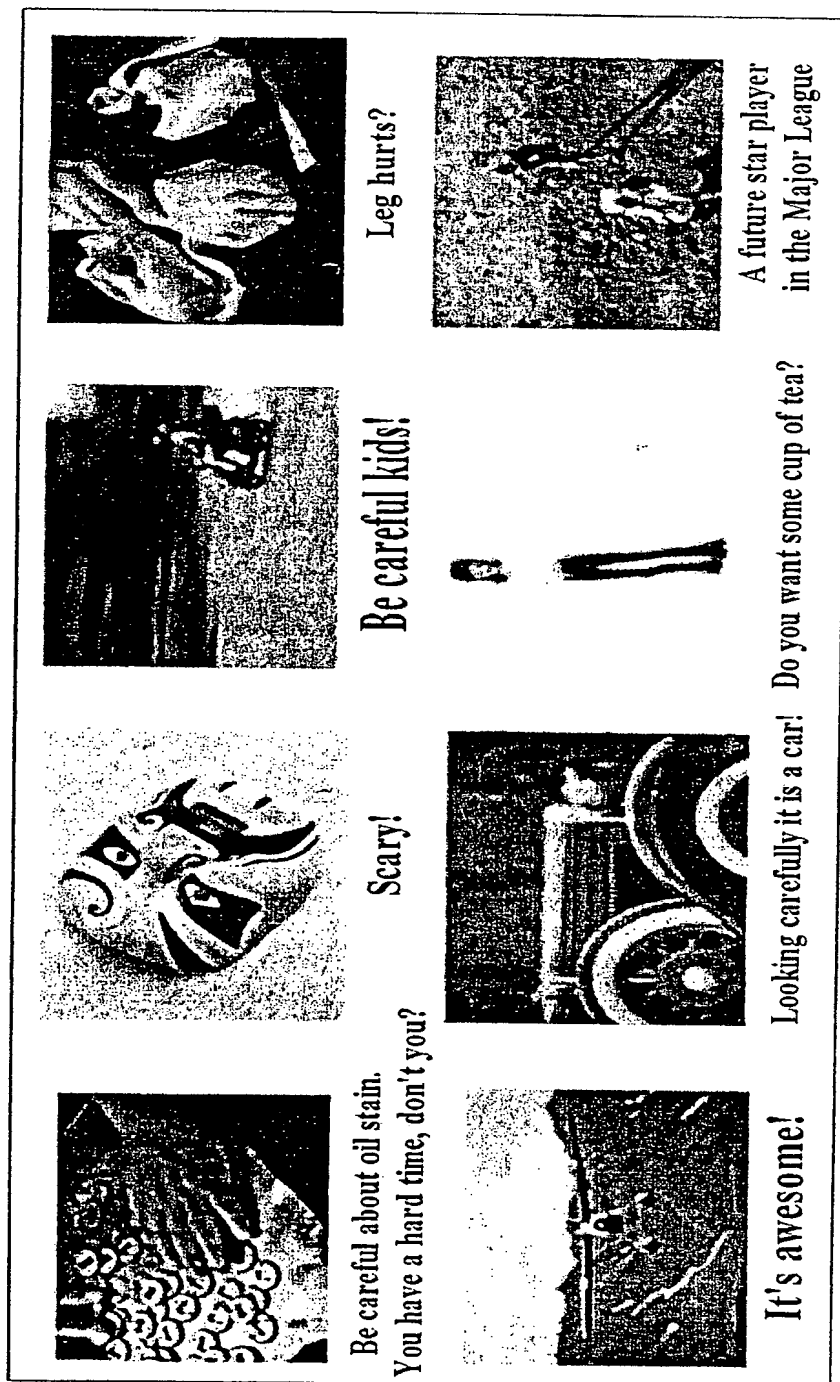 Be careful about oil stain.
You have a hard time, don't you?
Scary!
Be careful kids!
Leg hurts?
It's awesome!
Looking carefully it is a car!
Do you want some cup of tea?
A future star player
in the Major League